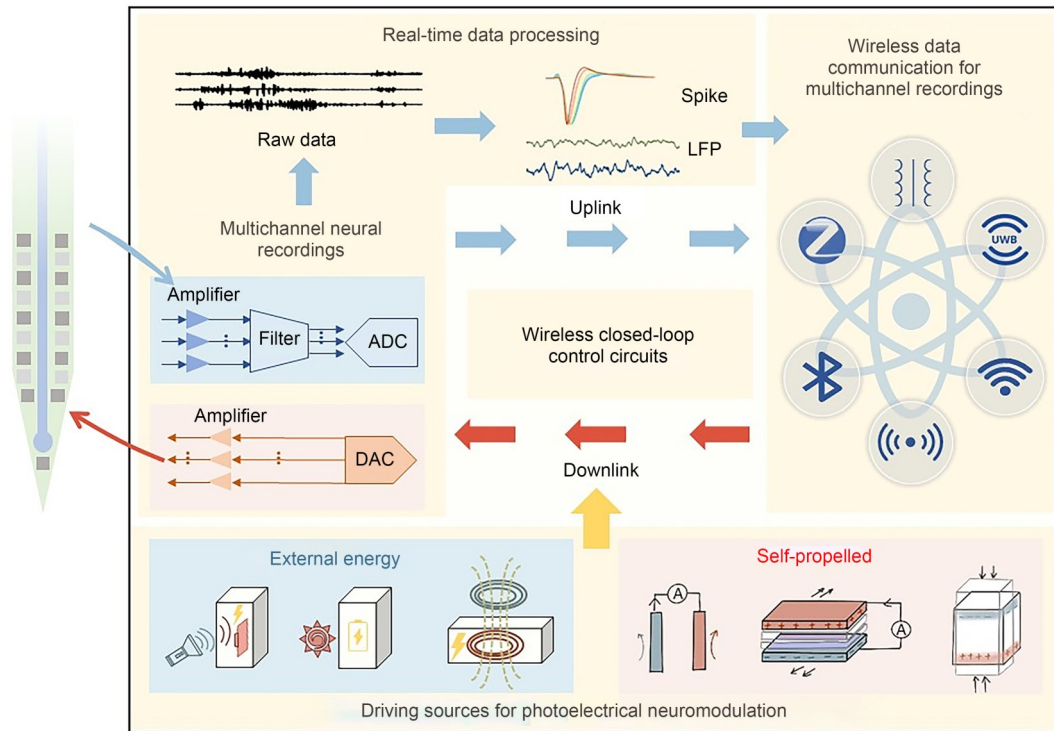 Real-time data processing
Spike
LFP
Raw data
Wireless data
communication for
multichannel recordings
UWB
Multichannel neural
recordings
Uplink
Amplifier
Filter
ADC
Wireless closed-loop
control circuits
Amplifier
DAC
Downlink
External energy
Self-propelled
A
A
Driving sources for photoelectrical neuromodulation